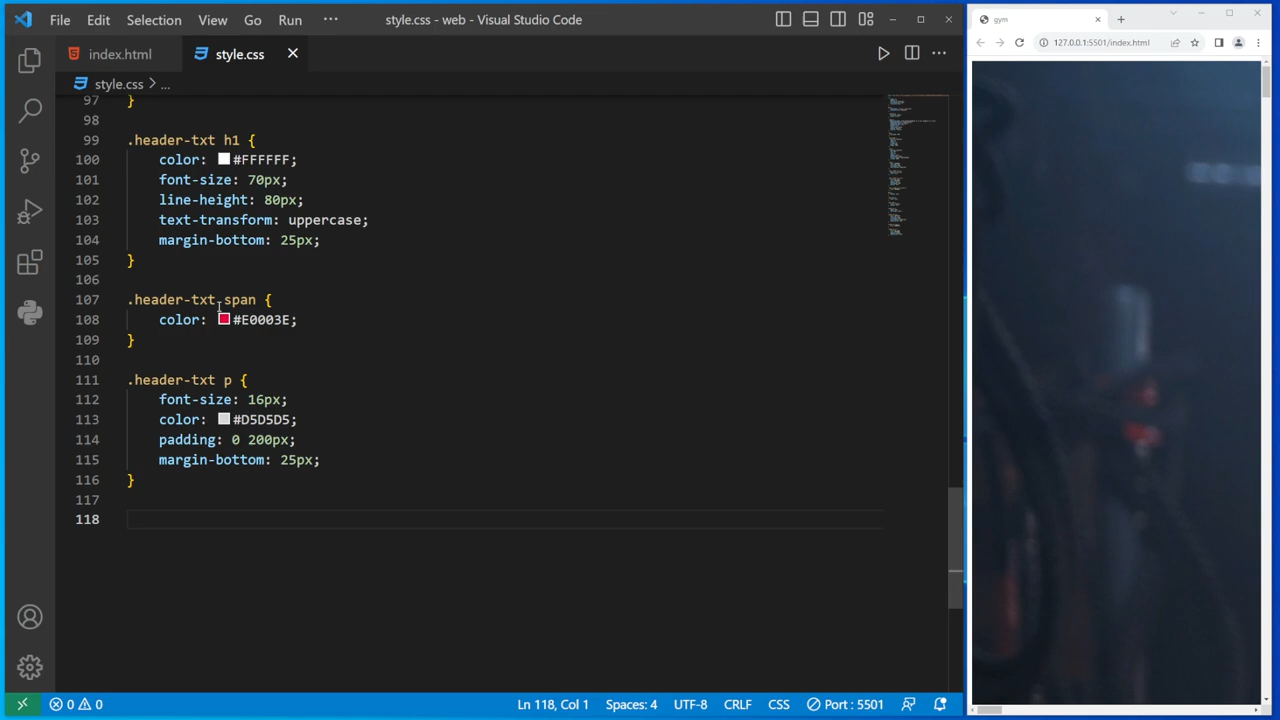 File Edit Selection View Go Run ··· style.css - web - Visual Studio Code
index.html style.css
style.css > ...
97 }
98
99 .header-txt h1 {
100 color: #FFFFFF;
101 font-size: 70px;
102 line-height: 80px;
103 text-transform: uppercase;
104 margin-bottom: 25px;
105 }
106
107 .header-txt span {
108 color: #E0003E;
109 }
110
111 .header-txt p {
112 font-size: 16px;
113 color: #D5D5D5;
114 padding: 0 200px;
115 margin-bottom: 25px;
116 }
117
118
0 0 Ln 118, Col 1 Spaces: 4 UTF-8 CRLF CSS Port : 5501
gym
127.0.0.1:5501/index.html